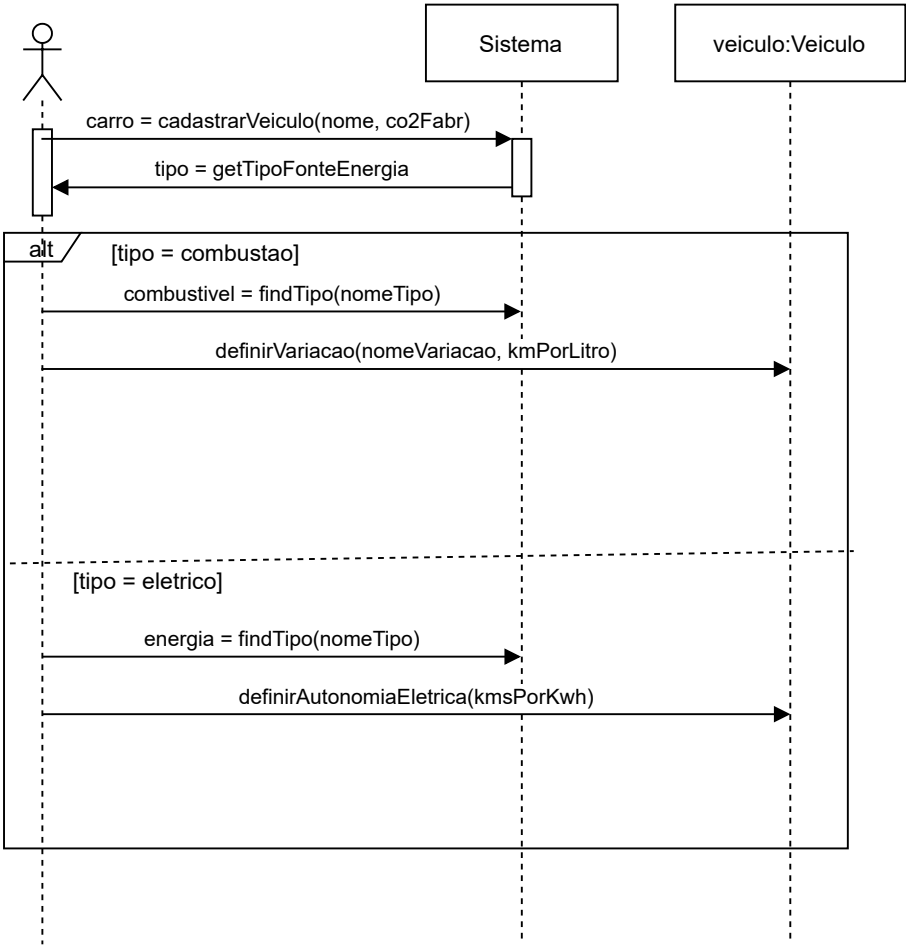 Sistema
veiculo:Veiculo
carro = cadastrarVeiculo(nome, co2Fabr)
tipo = getTipoFonteEnergia
alt
[tipo = combustao]
combustivel = findTipo(nomeTipo)
definirVariacao(nomeVariacao, kmPorLitro)
[tipo = eletrico]
energia = findTipo(nomeTipo)
definirAutonomiaEletrica(kmsPorKwh)